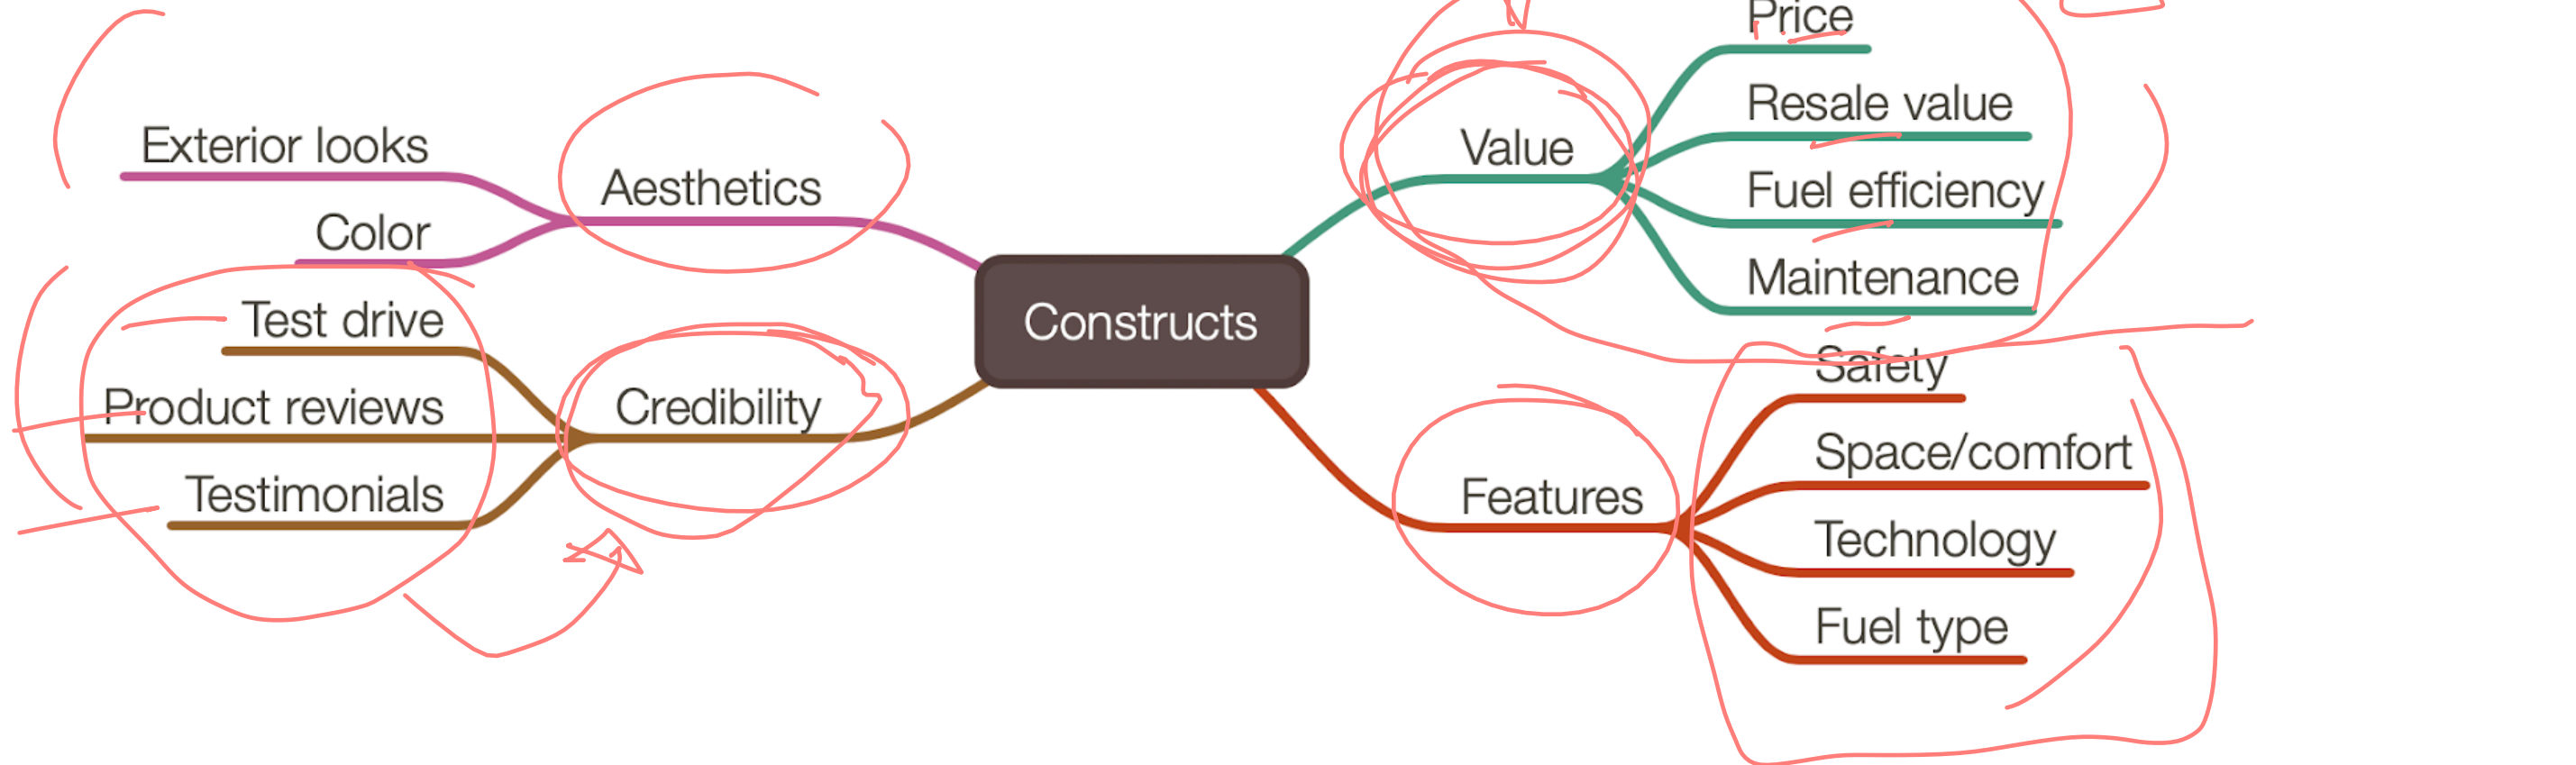 Exterior looks
Color
Aesthetics
Test drive
Product reviews
Testimonials
Credibility
Constructs
Value
Price
Resale value
Fuel efficiency
Maintenance
Features
Safety
Space/comfort
Technology
Fuel type